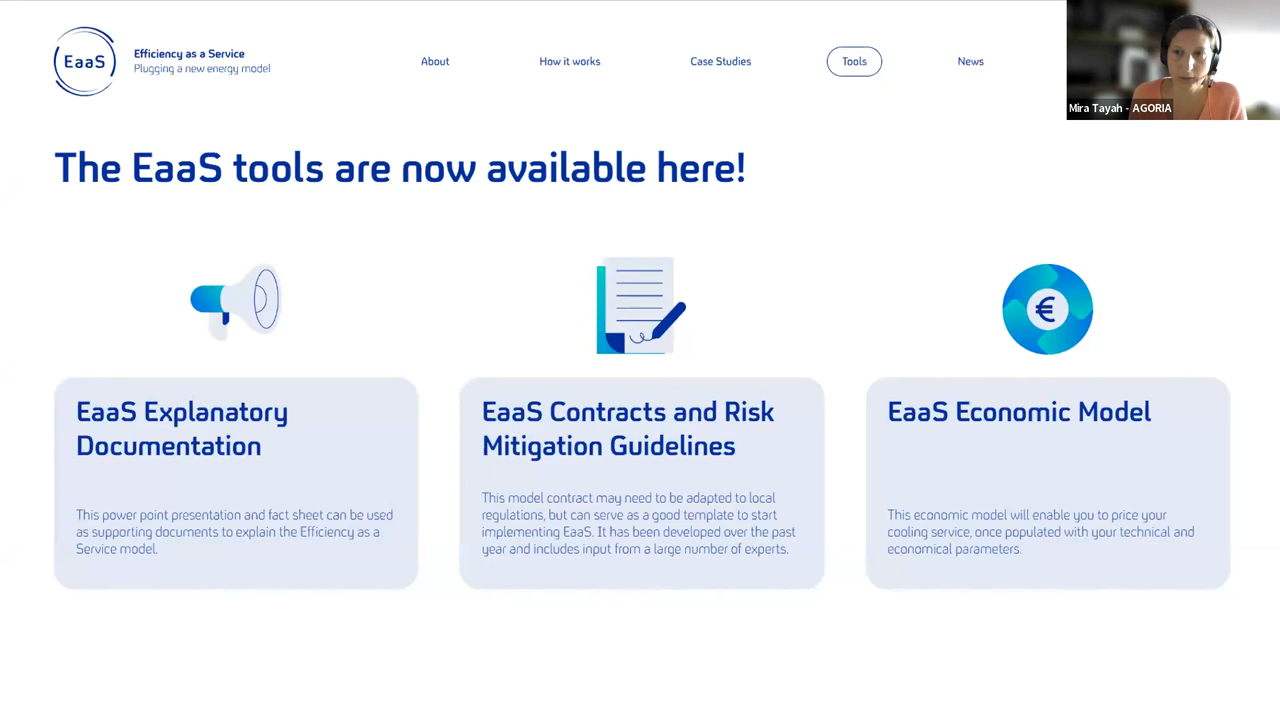 EaaS
Efficiency as a Service
Plugging a new energy model
About
How it works
Case Studies
Tools
News
Mira Tayah - AGORIA
The EaaS tools are now available here!
€
EaaS Explanatory
Documentation
This power point presentation and fact sheet can be used
as supporting documents to explain the Efficiency as a
Service model.
EaaS Contracts and Risk
Mitigation Guidelines
This model contract may need to be adapted to local
regulations, but can serve as a good template to start
implementing EaaS. It has been developed over the past
year and includes input from a large number of experts.
EaaS Economic Model
This economic model will enable you to price your
cooling service, once populated with your technical and
economical parameters.